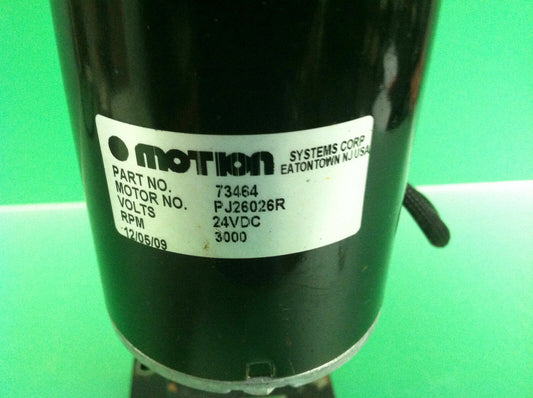 MOTION SYSTEMS CORP
EATONTOWN NJ USA
PART NO. 73464
MOTOR NO. PJ26026R
VOLTS 24VDC
RPM 3000
12/05/09